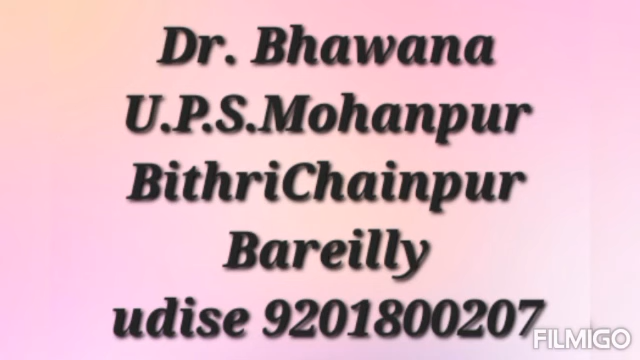 Dr. Bhawana
U.P.S.Mohanpur
BithriChainpur
Bareilly
udise 9201800207
FILMIGO